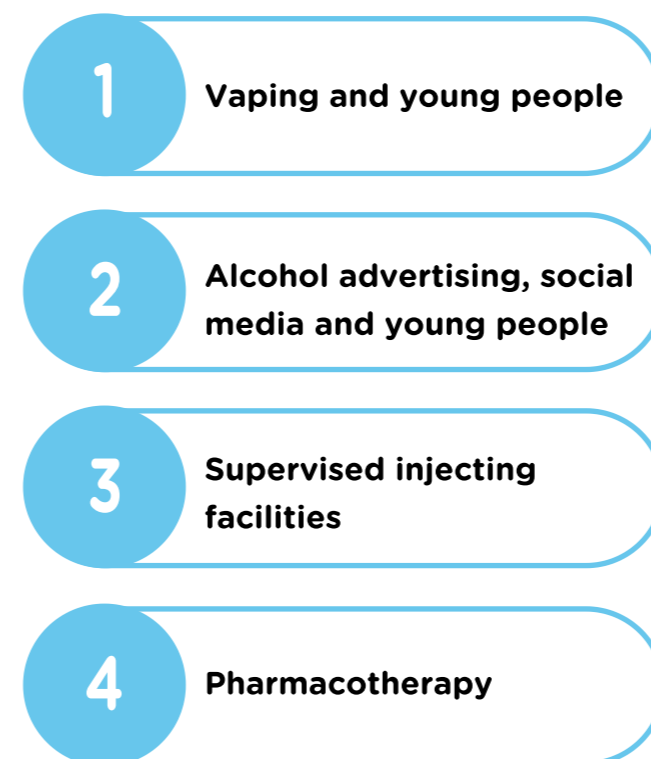 1
Vaping and young people
2
Alcohol advertising, social
media and young people
3
Supervised injecting
facilities
4
Pharmacotherapy